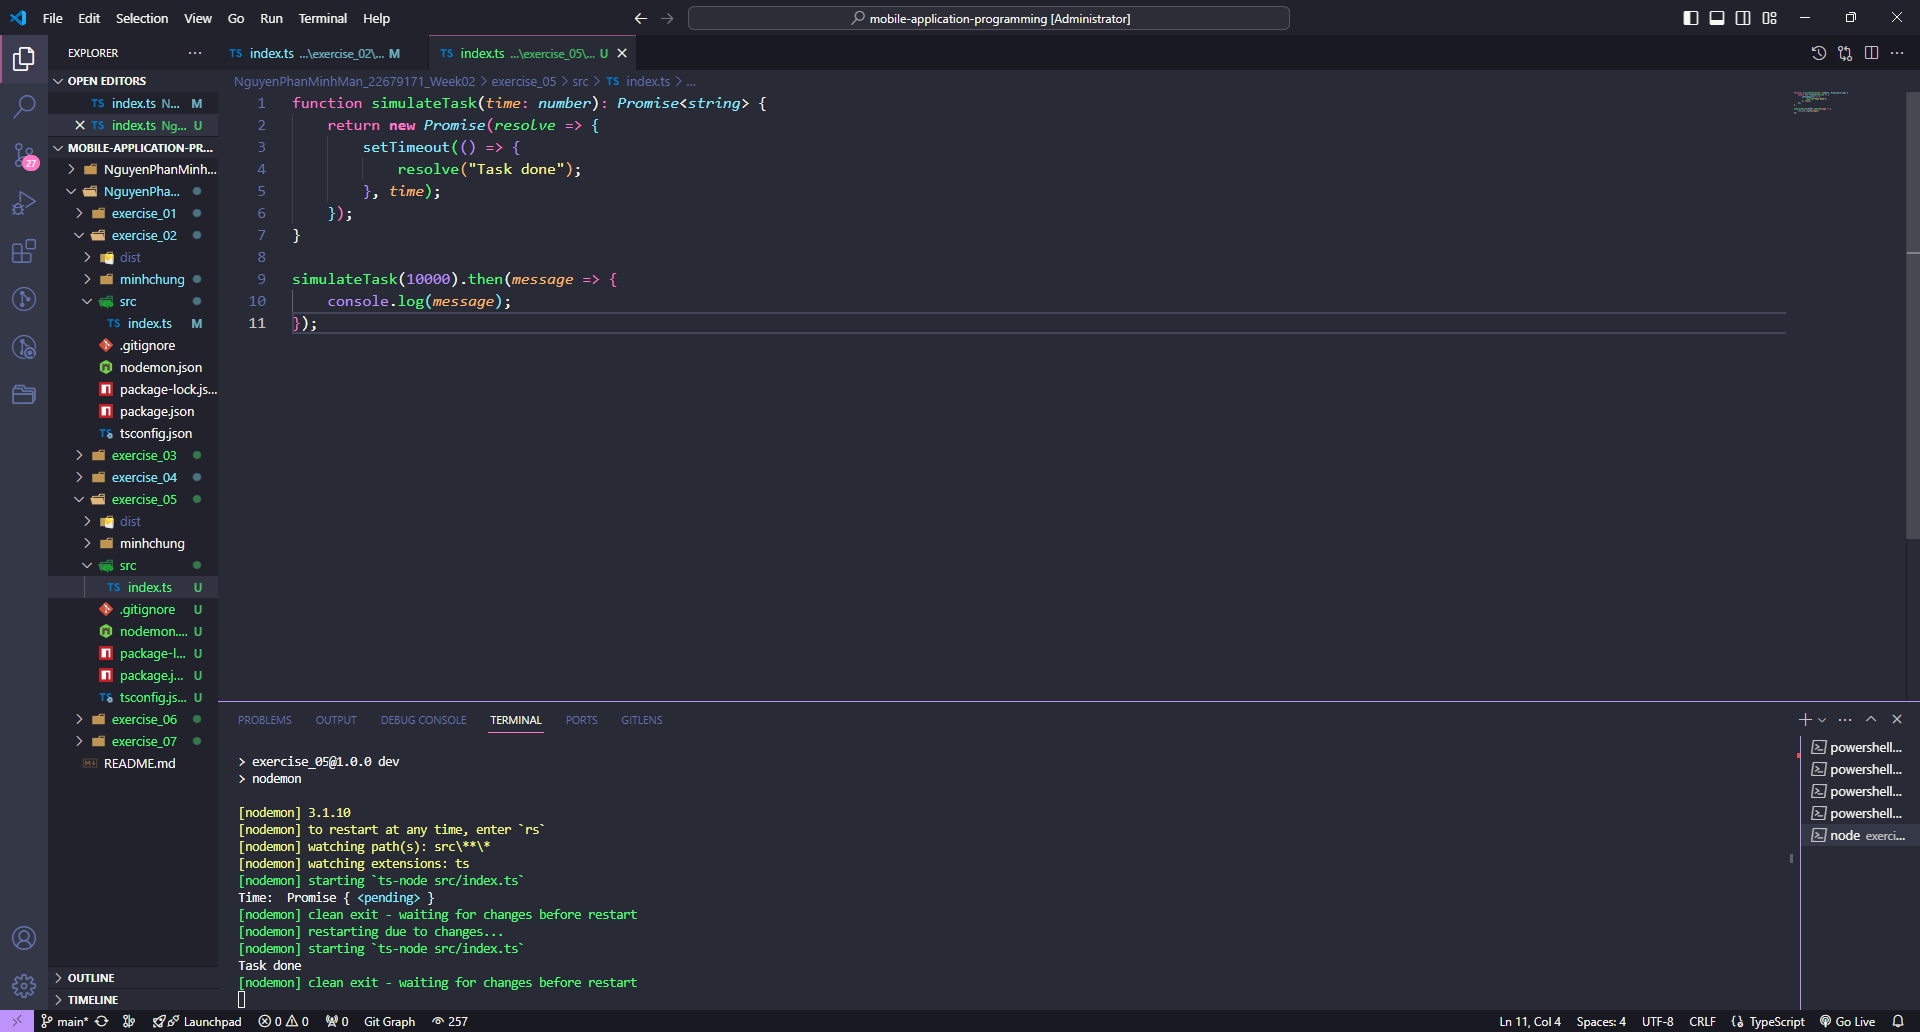 File Edit Selection View Go Run Terminal Help
mobile-application-programming [Administrator]
EXPLORER
TS index.ts ...\exercise_02\... M
TS index.ts ...\exercise_05\... U
OPEN EDITORS
TS index.ts N... M
TS index.ts Ng... U
MOBILE-APPLICATION-PR...
NguyenPhanMinh...
NguyenPha...
exercise_01
exercise_02
dist
minhchung
src
TS index.ts M
.gitignore
nodemon.json
package-lock.js...
package.json
tsconfig.json
exercise_03
exercise_04
exercise_05
dist
minhchung
src
TS index.ts U
.gitignore U
nodemon.... U
package-l... U
package.j... U
tsconfig.js... U
exercise_06
exercise_07
README.md
OUTLINE
TIMELINE
27
NguyenPhanMinhMan_22679171_Week02 > exercise_05 > src > TS index.ts > ...
1 function simulateTask(time: number): Promise<string> {
2 return new Promise(resolve => {
3 setTimeout(() => {
4 resolve("Task done");
5 }, time);
6 });
7 }
8
9 simulateTask(10000).then(message => {
10 console.log(message);
11 });
PROBLEMS OUTPUT DEBUG CONSOLE TERMINAL PORTS GITLENS
> exercise_05@1.0.0 dev
> nodemon
[nodemon] 3.1.10
[nodemon] to restart at any time, enter `rs`
[nodemon] watching path(s): src\**\*
[nodemon] watching extensions: ts
[nodemon] starting `ts-node src/index.ts`
Time:  Promise { <pending> }
[nodemon] clean exit - waiting for changes before restart
[nodemon] restarting due to changes...
[nodemon] starting `ts-node src/index.ts`
Task done
[nodemon] clean exit - waiting for changes before restart
powershell...
powershell...
powershell...
powershell...
node exerci...
main* Launchpad 0 0 0 Git Graph 257
Ln 11, Col 4 Spaces: 4 UTF-8 CRLF {} TypeScript Go Live